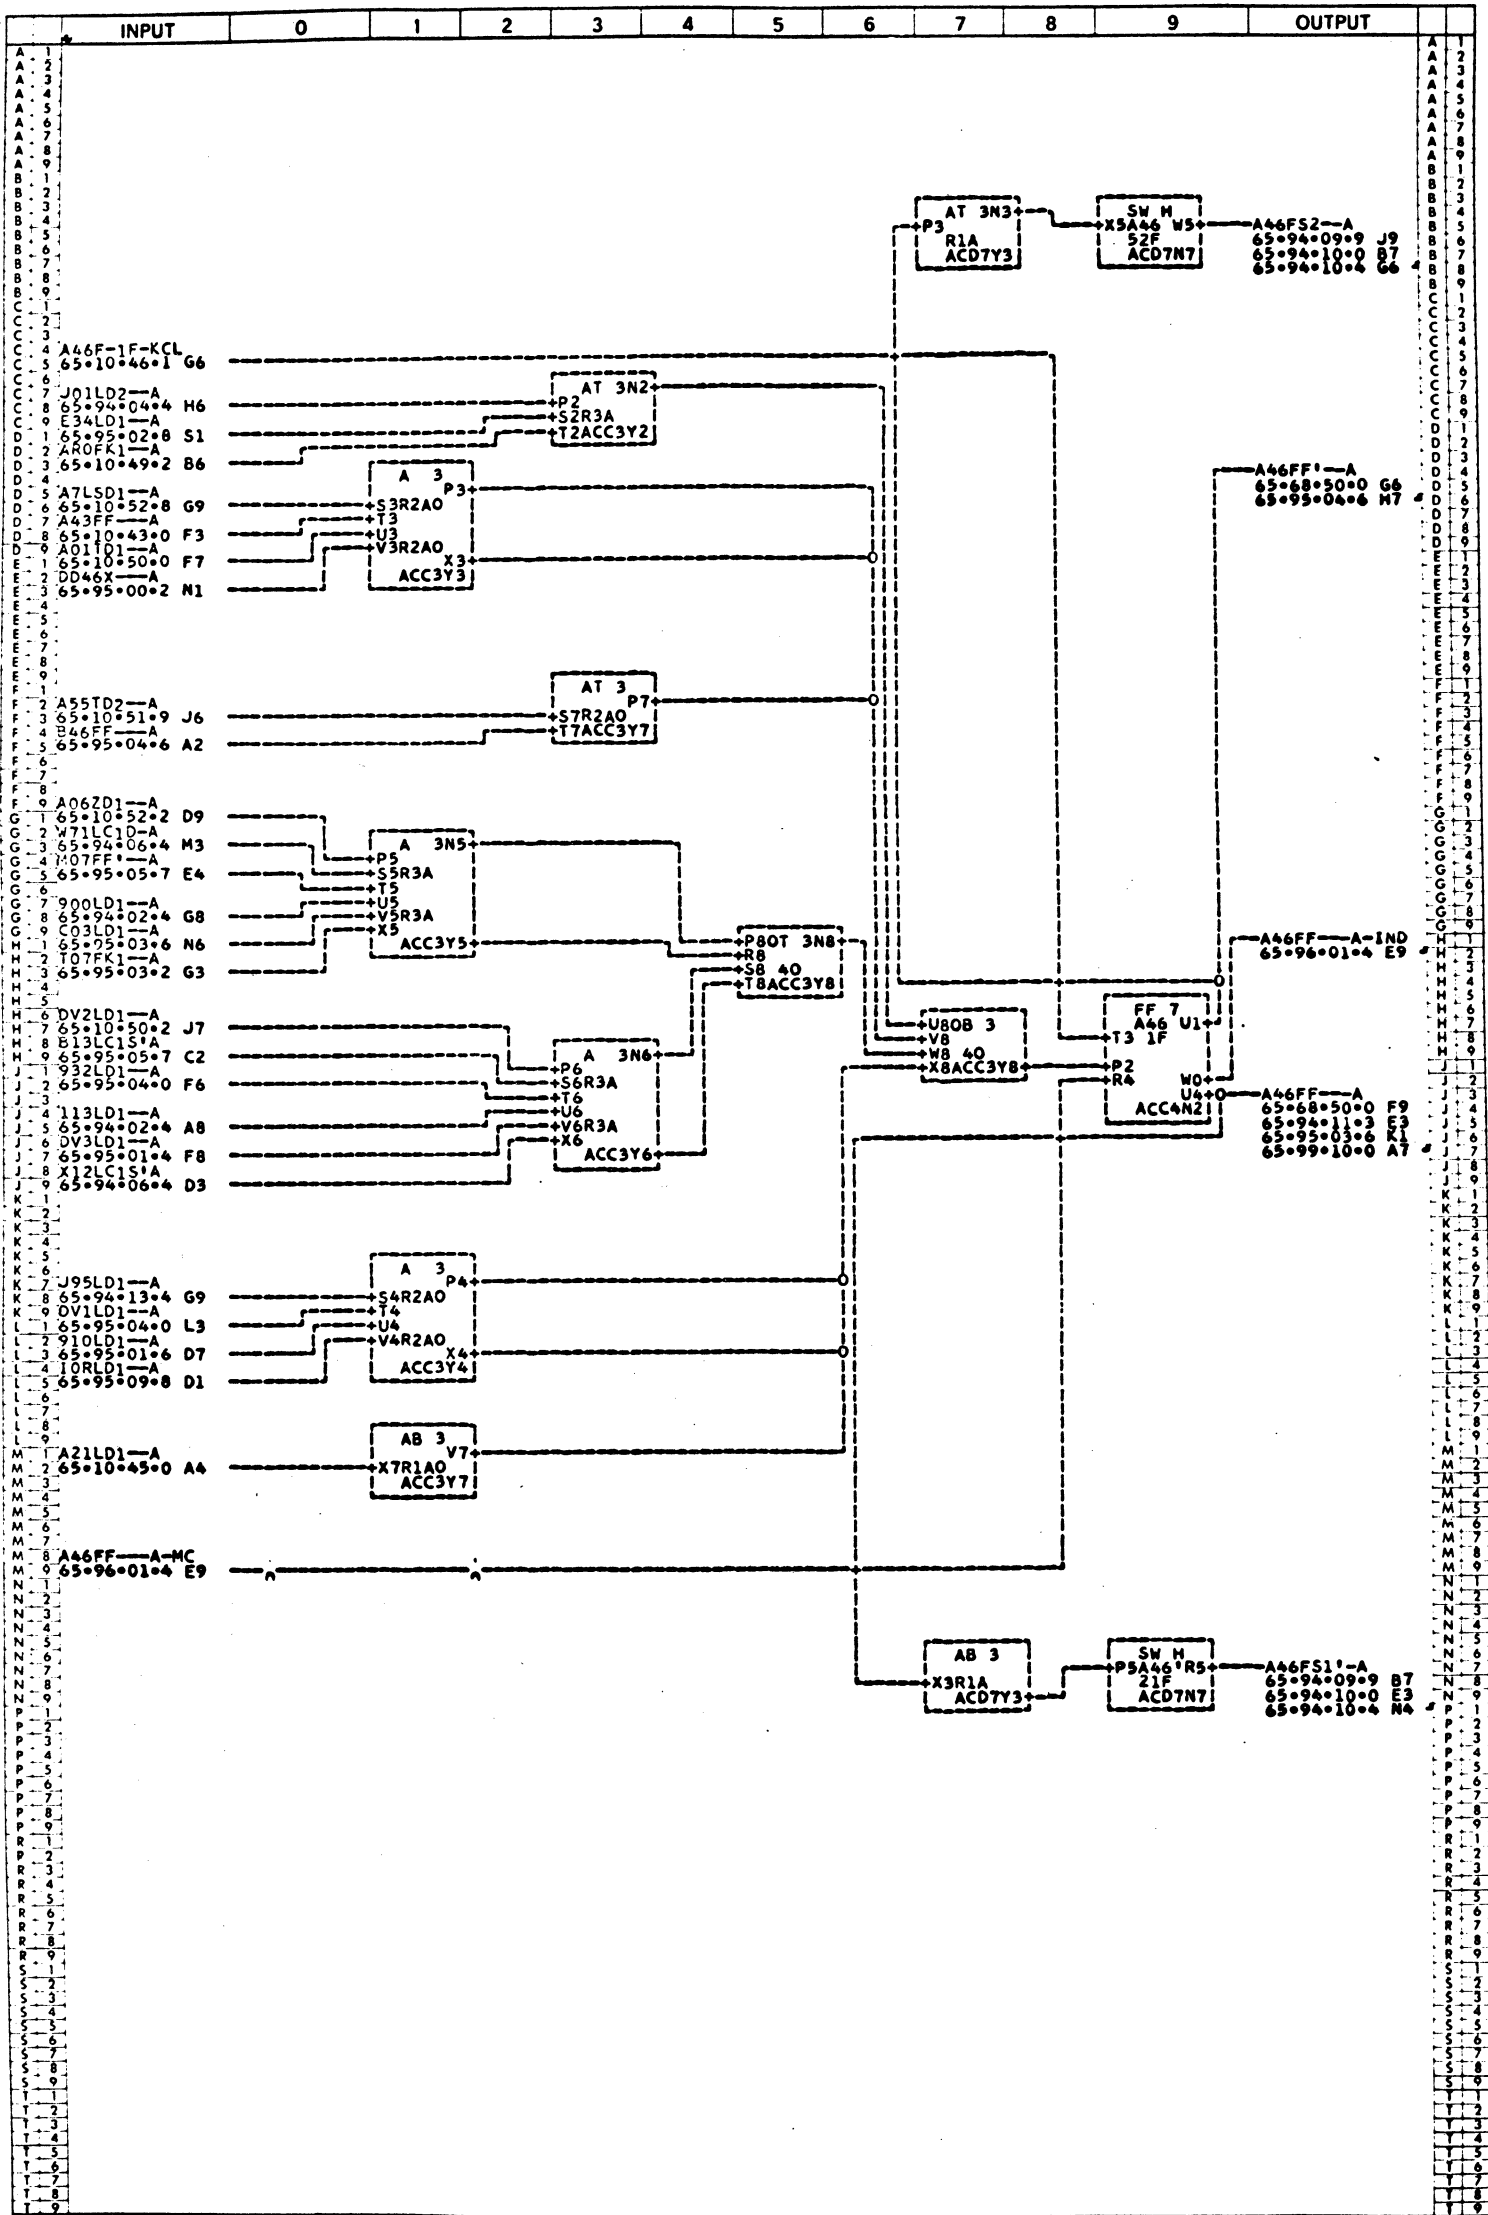 INPUT 0 1 2 3 4 5 6 7 8 9 OUTPUT
AT 3N3
P3
R1A
ACD7Y3
SW H
X5A46 W5
52F
ACD7N7
A46FS2--A
65•94•09•9 J9
65•94•10•0 B7
65•94•10•4 G6
A46F-1F-KCL
65•10•46•1 G6
J01LD2--A
65•94•04•4 H6
E34LD1--A
65•95•02•8 S1
AR0FK1--A
65•10•49•2 B6
AT 3N2
P2
S2R3A
T2ACC3Y2
A7LSD1--A
65•10•52•8 G9
A43FF---A
65•10•43•0 F3
A01TD1--A
65•10•50•0 F7
DD46X---A
65•95•00•2 N1
A 3
P3
S3R2AO
T3
U3
V3R2AO
X3
ACC3Y3
A46FF'--A
65•68•50•0 G6
65•95•04•6 H7
A55TD2--A
65•10•51•9 J6
B46FF---A
65•95•04•6 A2
AT 3
P7
S7R2AO
T7ACC3Y7
A06ZD1--A
65•10•52•2 D9
W71LC1D-A
65•94•06•4 M3
M07FF'--A
65•95•05•7 E4
900LD1--A
65•94•02•4 G8
C03LD1--A
65•95•03•6 N6
T07FK1--A
65•95•03•2 G3
A 3N5
P5
S5R3A
T5
U5
V5R3A
X5
ACC3Y5
P8OT 3N8
R8
S8 4O
T8ACC3Y8
A46FF---A-IND
65•96•01•4 E9
DV2LD1--A
65•10•50•2 J7
B13LC1S'A
65•95•05•7 C2
932LD1--A
65•95•04•0 F6
113LD1--A
65•94•02•4 A8
DV3LD1--A
65•95•01•4 F8
X12LC1S'A
65•94•06•4 D3
A 3N6
P6
S6R3A
T6
U6
V6R3A
X6
ACC3Y6
U8OB 3
V8
W8 4O
X8ACC3Y8
FF 7
A46 U1
T3 1F
P2
R4 W0
U4
ACC4N2
A46FF---A
65•68•50•0 F9
65•94•11•3 E3
65•95•03•6 K1
65•99•10•0 A7
J95LD1--A
65•94•13•4 G9
DV1LD1--A
65•95•04•0 L3
910LD1--A
65•95•01•6 D7
IORLD1--A
65•95•09•8 D1
A 3
P4
S4R2AO
T4
U4
V4R2AO
X4
ACC3Y4
A21LD1--A
65•10•45•0 A4
AB 3
V7
X7R1AO
ACC3Y7
A46FF---A-MC
65•96•01•4 E9
AB 3
X3R1A
ACD7Y3
SW H
P5A46'R5
21F
ACD7N7
A46FS1'-A
65•94•09•9 B7
65•94•10•0 E3
65•94•10•4 N4